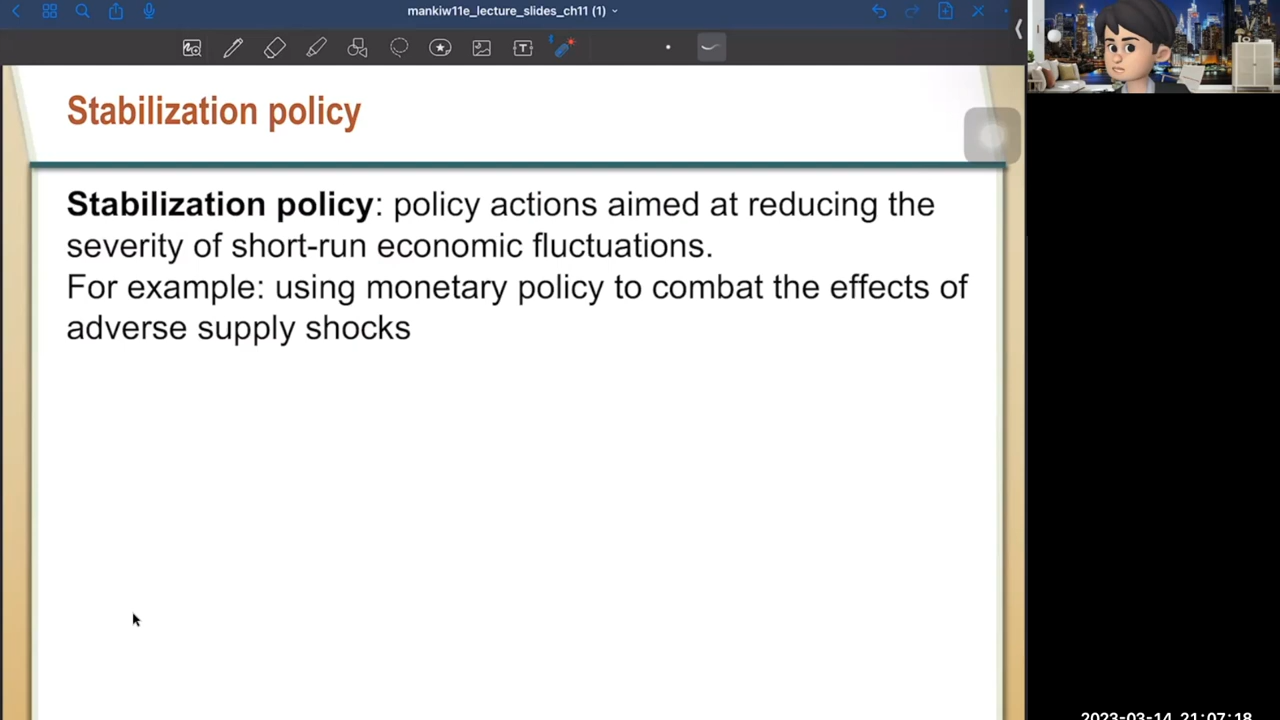 mankiw11e_lecture_slides_ch11 (1)
Stabilization policy
Stabilization policy: policy actions aimed at reducing the
severity of short-run economic fluctuations.
For example: using monetary policy to combat the effects of
adverse supply shocks
2023-03-14 21:07:18